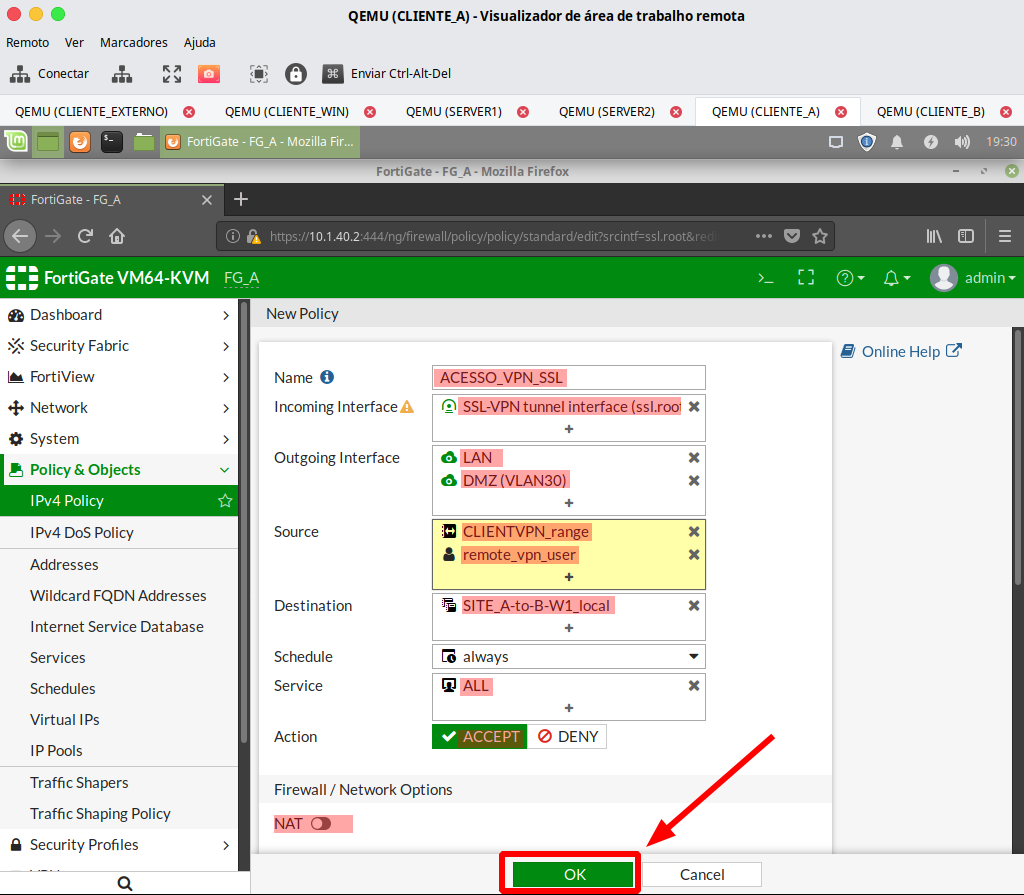 QEMU (CLIENTE_A) - Visualizador de área de trabalho remota
Remoto Ver Marcadores Ajuda
Conectar Enviar Ctrl-Alt-Del
QEMU (CLIENTE_EXTERNO) QEMU (CLIENTE_WIN) QEMU (SERVER1) QEMU (SERVER2) QEMU (CLIENTE_A) QEMU (CLIENTE_B)
FortiGate - FG_A - Mozilla Fir... 19:30
FortiGate - FG_A - Mozilla Firefox
FortiGate - FG_A
https://10.1.40.2:444/ng/firewall/policy/policy/standard/edit?srcintf=ssl.root&redi
FortiGate VM64-KVM FG_A admin
Dashboard
Security Fabric
FortiView
Network
System
Policy & Objects
IPv4 Policy
IPv4 DoS Policy
Addresses
Wildcard FQDN Addresses
Internet Service Database
Services
Schedules
Virtual IPs
IP Pools
Traffic Shapers
Traffic Shaping Policy
Security Profiles
New Policy
Online Help
Name ACESSO_VPN_SSL
Incoming Interface SSL-VPN tunnel interface (ssl.root
Outgoing Interface LAN
DMZ (VLAN30)
Source CLIENTVPN_range
remote_vpn_user
Destination SITE_A-to-B-W1_local
Schedule always
Service ALL
Action ACCEPT DENY
Firewall / Network Options
NAT
OK Cancel